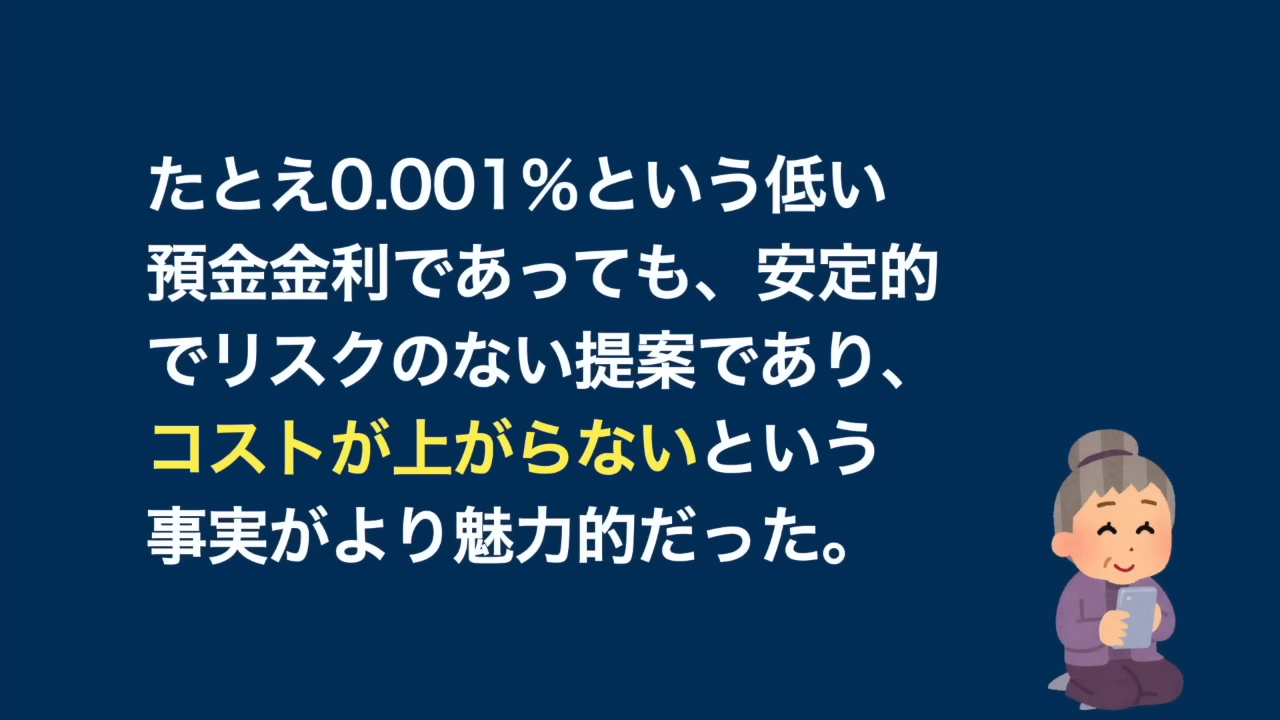 たとえ0.001%という低い
預金金利であっても、安定的
でリスクのない提案であり、
コストが上がらないという
事実がより魅力的だった。